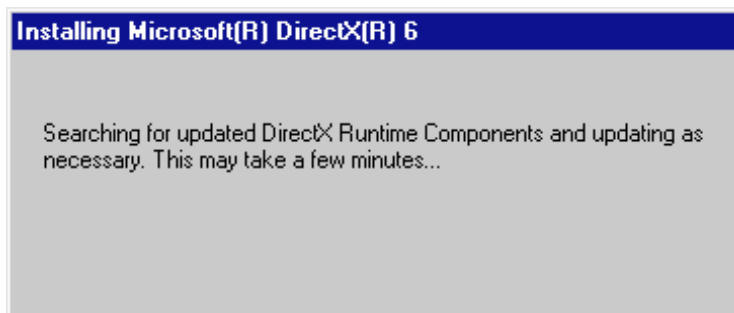 Installing Microsoft(R) DirectX(R) 6
Searching for updated DirectX Runtime Components and updating as
necessary. This may take a few minutes...